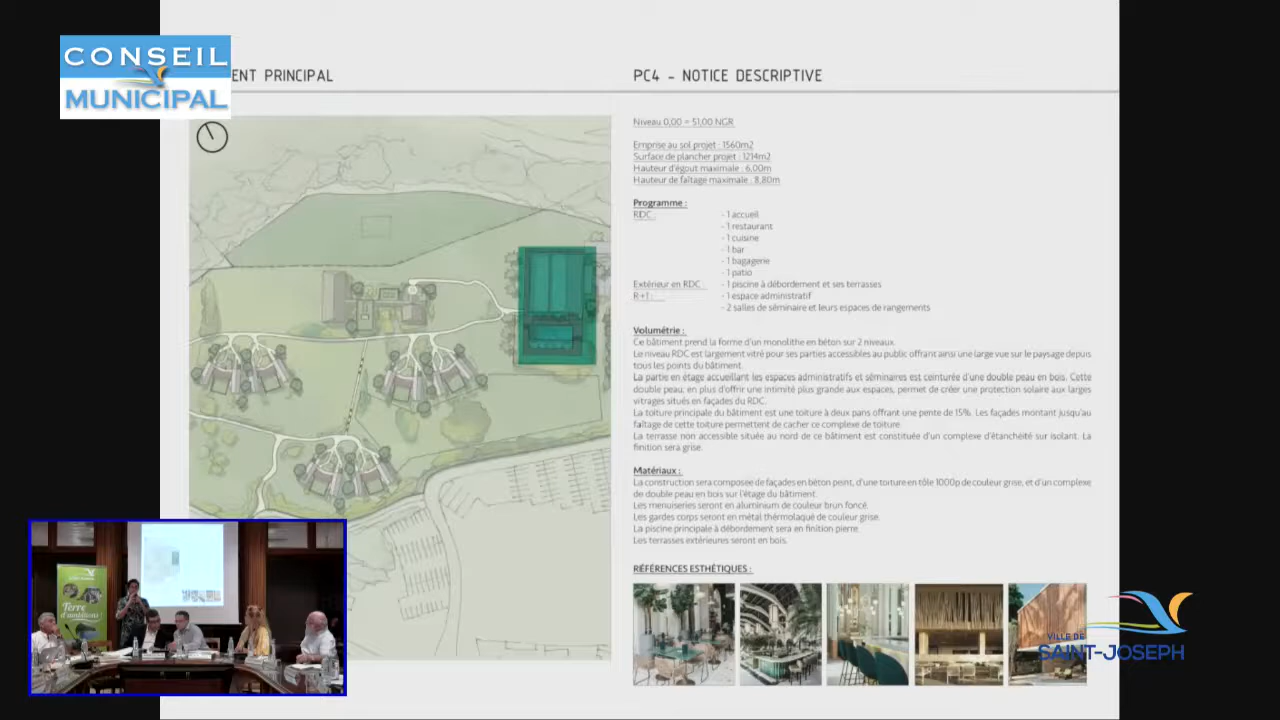 CONSEIL
MUNICIPAL
ENT PRINCIPAL
PC4 - NOTICE DESCRIPTIVE
Niveau 0,00 = 51,00 NGR
Emprise au sol projet : 1560m2
Surface de plancher projet : 1214m2
Hauteur d'égout maximale : 6,00m
Hauteur de faîtage maximale : 8,80m
Programme :
RDC : - 1 accueil
- 1 restaurant
- 1 cuisine
- 1 bar
- 1 bagagerie
- 1 patio
Extérieur en RDC - 1 piscine à débordement et ses terrasses
R+1 : - 1 espace administratif
- 2 salles de séminaire et leurs espaces de rangements
Volumétrie :
Ce bâtiment prend la forme d'un monolithe en béton sur 2 niveaux.
Le niveau RDC est largement vitré pour ses parties accessibles au public offrant ainsi une large vue sur le paysage depuis
tous les points du bâtiment.
La partie en étage accueillant les espaces administratifs et séminaires est ceinturée d'une double peau en bois. Cette
double peau, en plus d'offrir une intimité plus grande aux espaces, permet de créer une protection solaire aux larges
vitrages situés en façades du RDC.
La toiture principale du bâtiment est une toiture à deux pans offrant une pente de 15%. Les façades montant jusqu'au
faîtage de cette toiture permettent de cacher ce complexe de toiture.
La terrasse non accessible située au nord de ce bâtiment est constituée d'un complexe d'étanchéité sur isolant. La
finition sera grise.
Matériaux :
La construction sera composée de façades en béton peint, d'une toiture en tôle 1000p de couleur grise, et d'un complexe
de double peau en bois sur l'étage du bâtiment.
Les menuiseries seront en aluminium de couleur brun foncé.
Les gardes corps seront en métal thérmolaqué de couleur grise.
La piscine principale à débordement sera en finition pierre.
Les terrasses extérieures seront en bois.
RÉFÉRENCES ESTHÉTIQUES :
Terre
d'ambitions !
VILLE DE
SAINT-JOSEPH